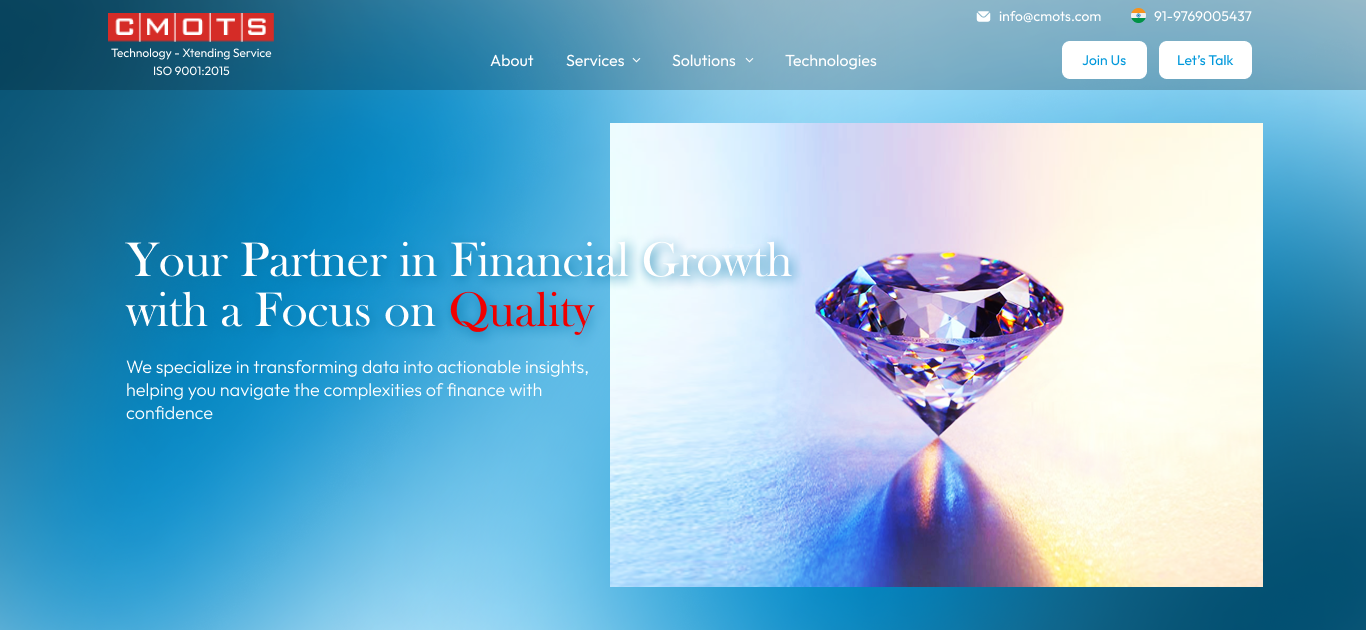 CMOTS
Technology - Xtending Service
ISO 9001:2015
info@cmots.com
91-9769005437
About
Services
Solutions
Technologies
Join Us
Let's Talk
Your Partner in Financial Growth
with a Focus on Quality
We specialize in transforming data into actionable insights,
helping you navigate the complexities of finance with
confidence